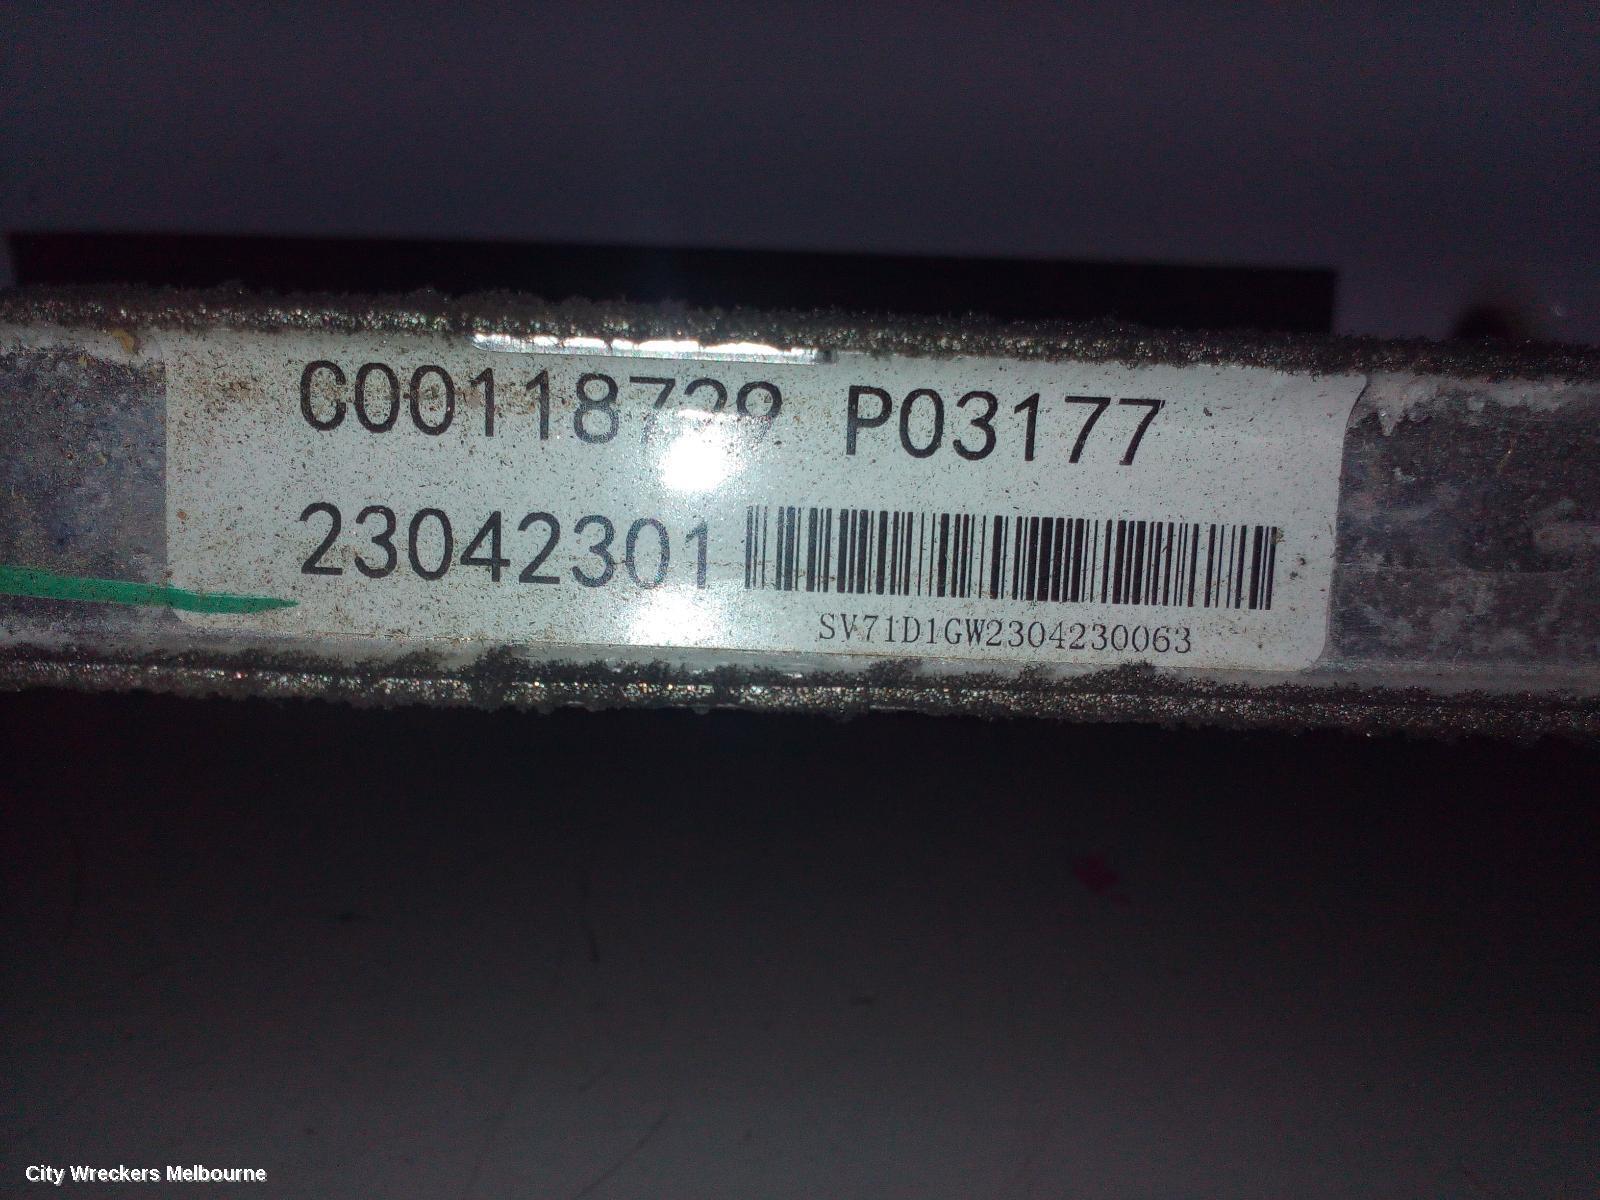 C00118729 P03177
23042301
SV71D1GW2304230063
City Wreckers Melbourne